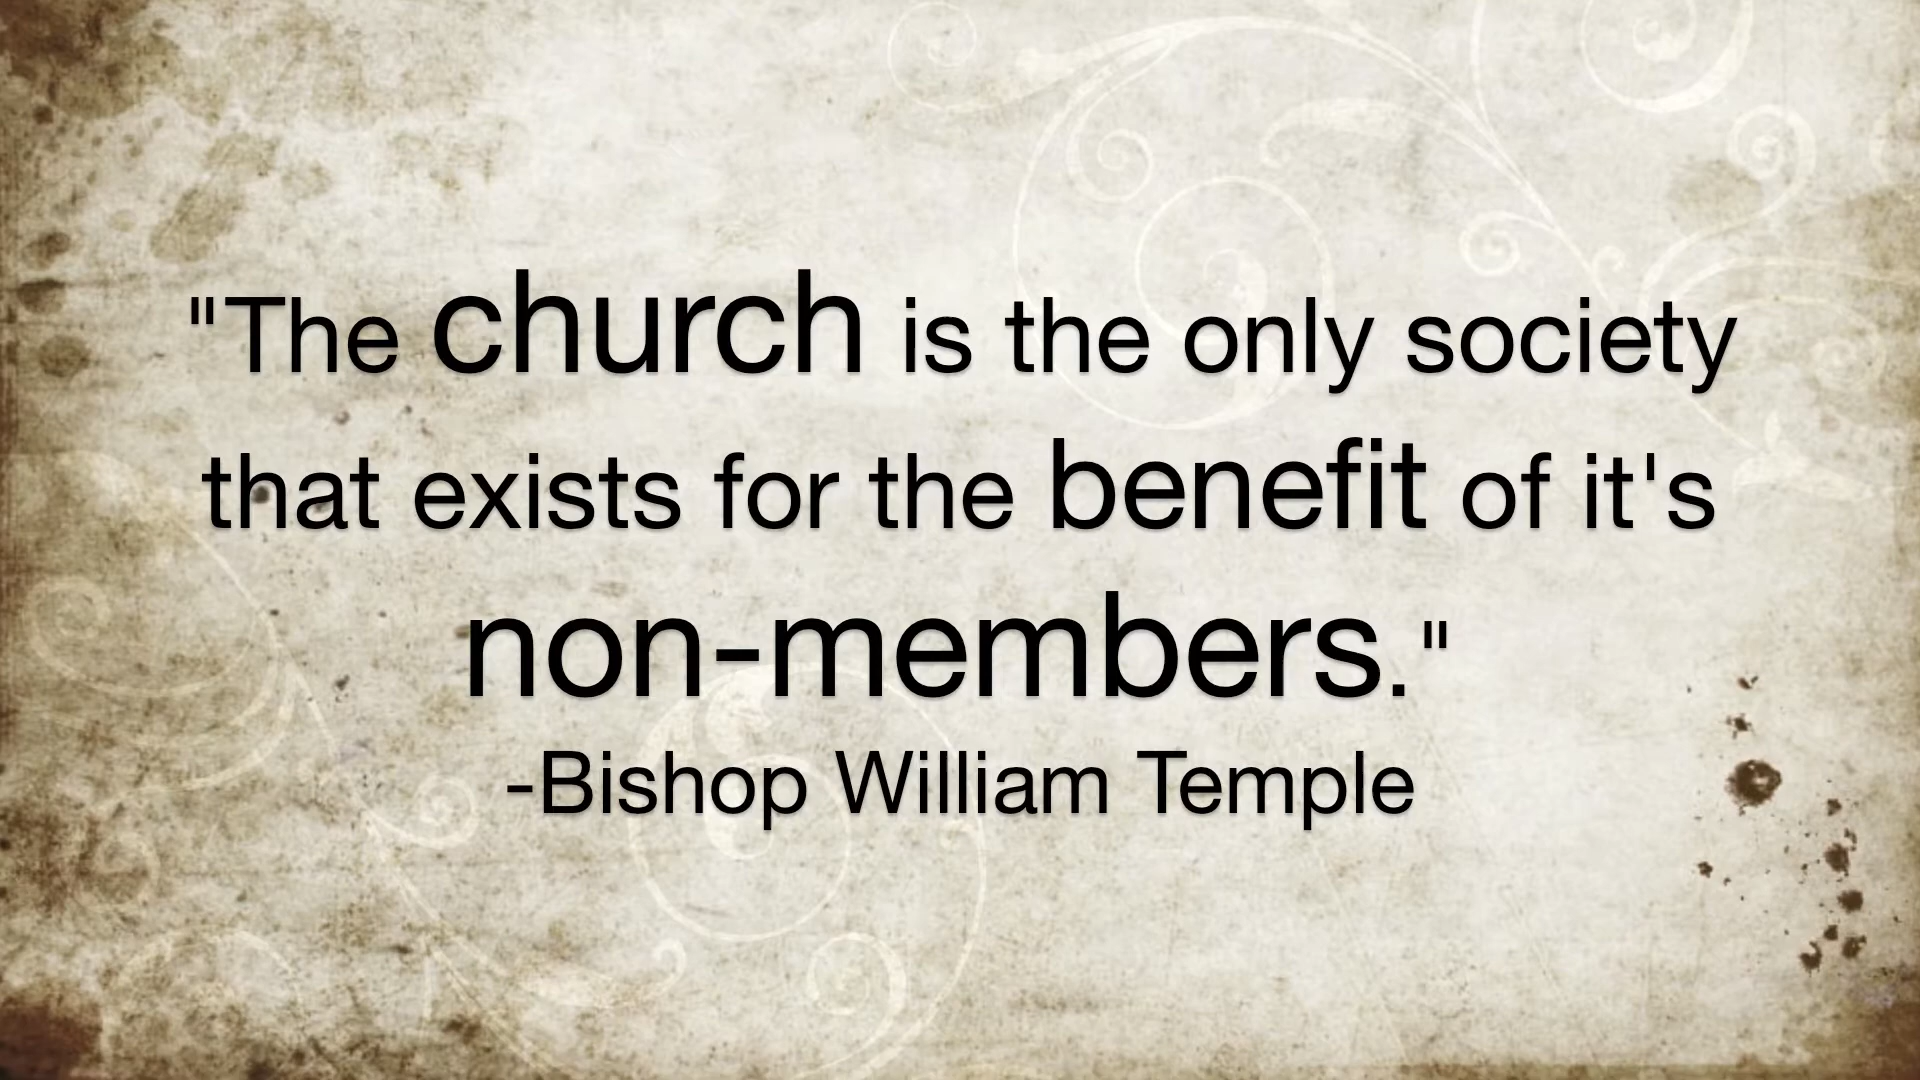 "The church is the only society
that exists for the benefit of it's
non-members."
-Bishop William Temple